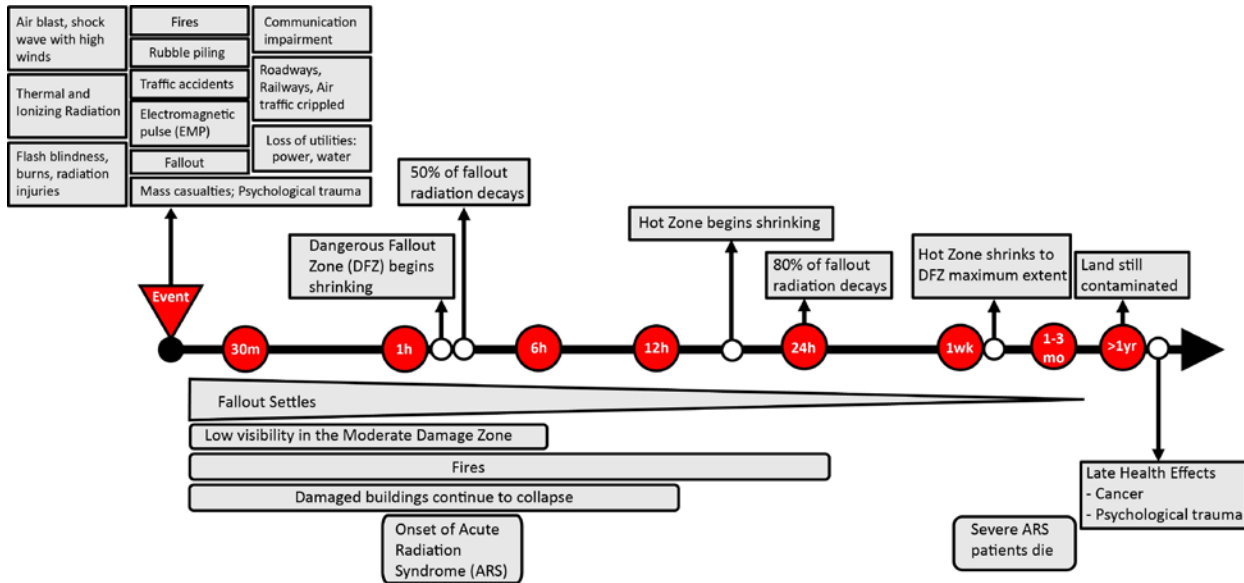 Air blast, shock
wave with high
winds
Thermal and
Ionizing Radiation
Flash blindness,
burns, radiation
injuries
Fires
Rubble piling
Traffic accidents
Electromagnetic
pulse (EMP)
Fallout
Communication
impairment
Roadways,
Railways, Air
traffic crippled
Loss of utilities:
power, water
Mass casualties; Psychological trauma
50% of fallout
radiation decays
Dangerous Fallout
Zone (DFZ) begins
shrinking
Hot Zone begins shrinking
80% of fallout
radiation decays
Hot Zone shrinks to
DFZ maximum extent
Land still
contaminated
Event
30m
1h
6h
12h
24h
1wk
1-3
mo
>1yr
Fallout Settles
Low visibility in the Moderate Damage Zone
Fires
Damaged buildings continue to collapse
Onset of Acute
Radiation
Syndrome (ARS)
Severe ARS
patients die
Late Health Effects
- Cancer
- Psychological trauma